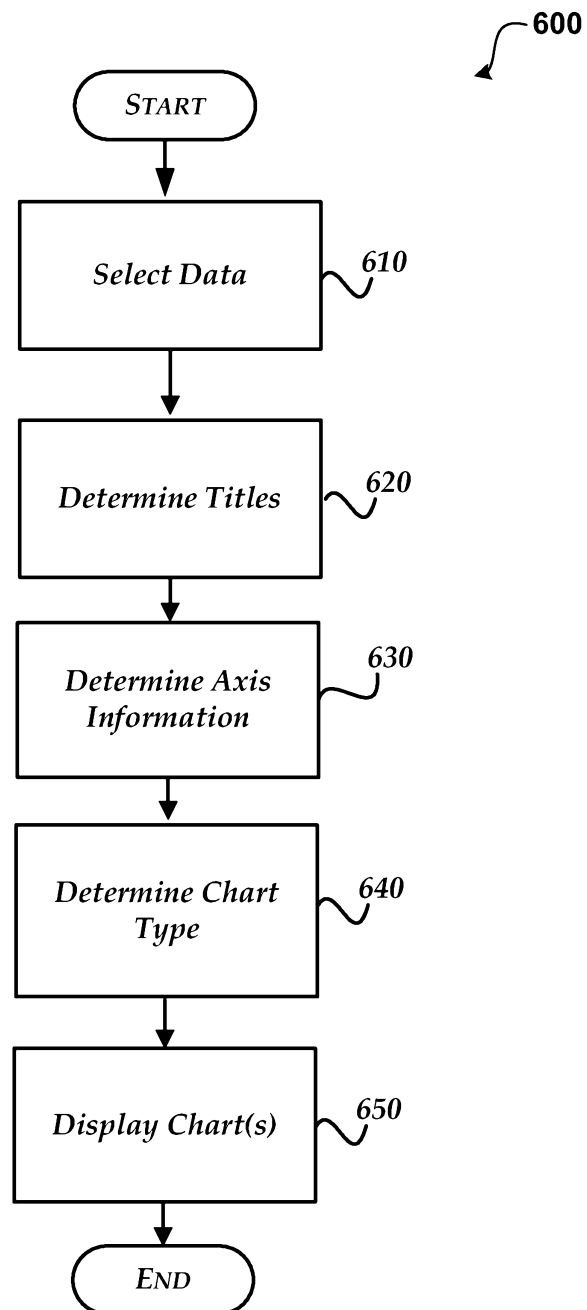 600
START
Select Data
610
Determine Titles
620
Determine Axis
Information
630
Determine Chart
Type
640
Display Chart(s)
650
END